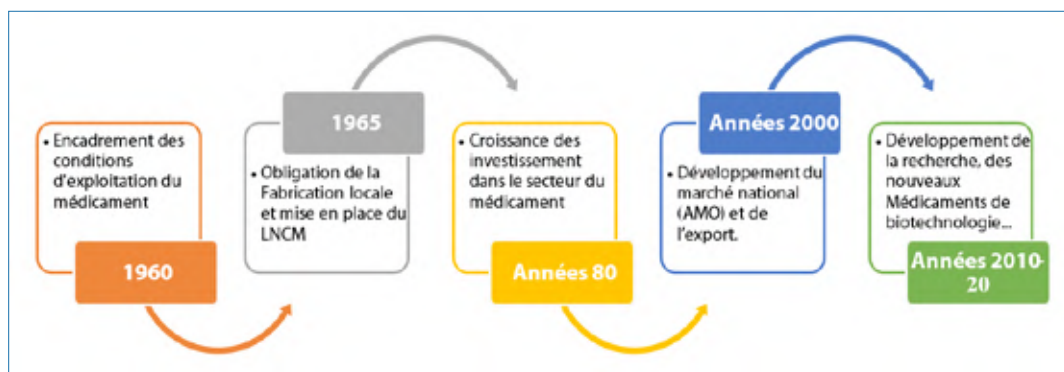 • Encadrement des
conditions
d'exploitation du
médicament
1960
1965
• Obligation de la
Fabrication locale
et mise en place du
LNCM
• Croissance des
investissement
dans le secteur du
médicament
Années 80
Années 2000
• Développement du
marché national
(AMO) et de
l'export.
• Développement de
la recherche, des
nouveaux
Médicaments de
biotechnologie...
Années 2010-
20